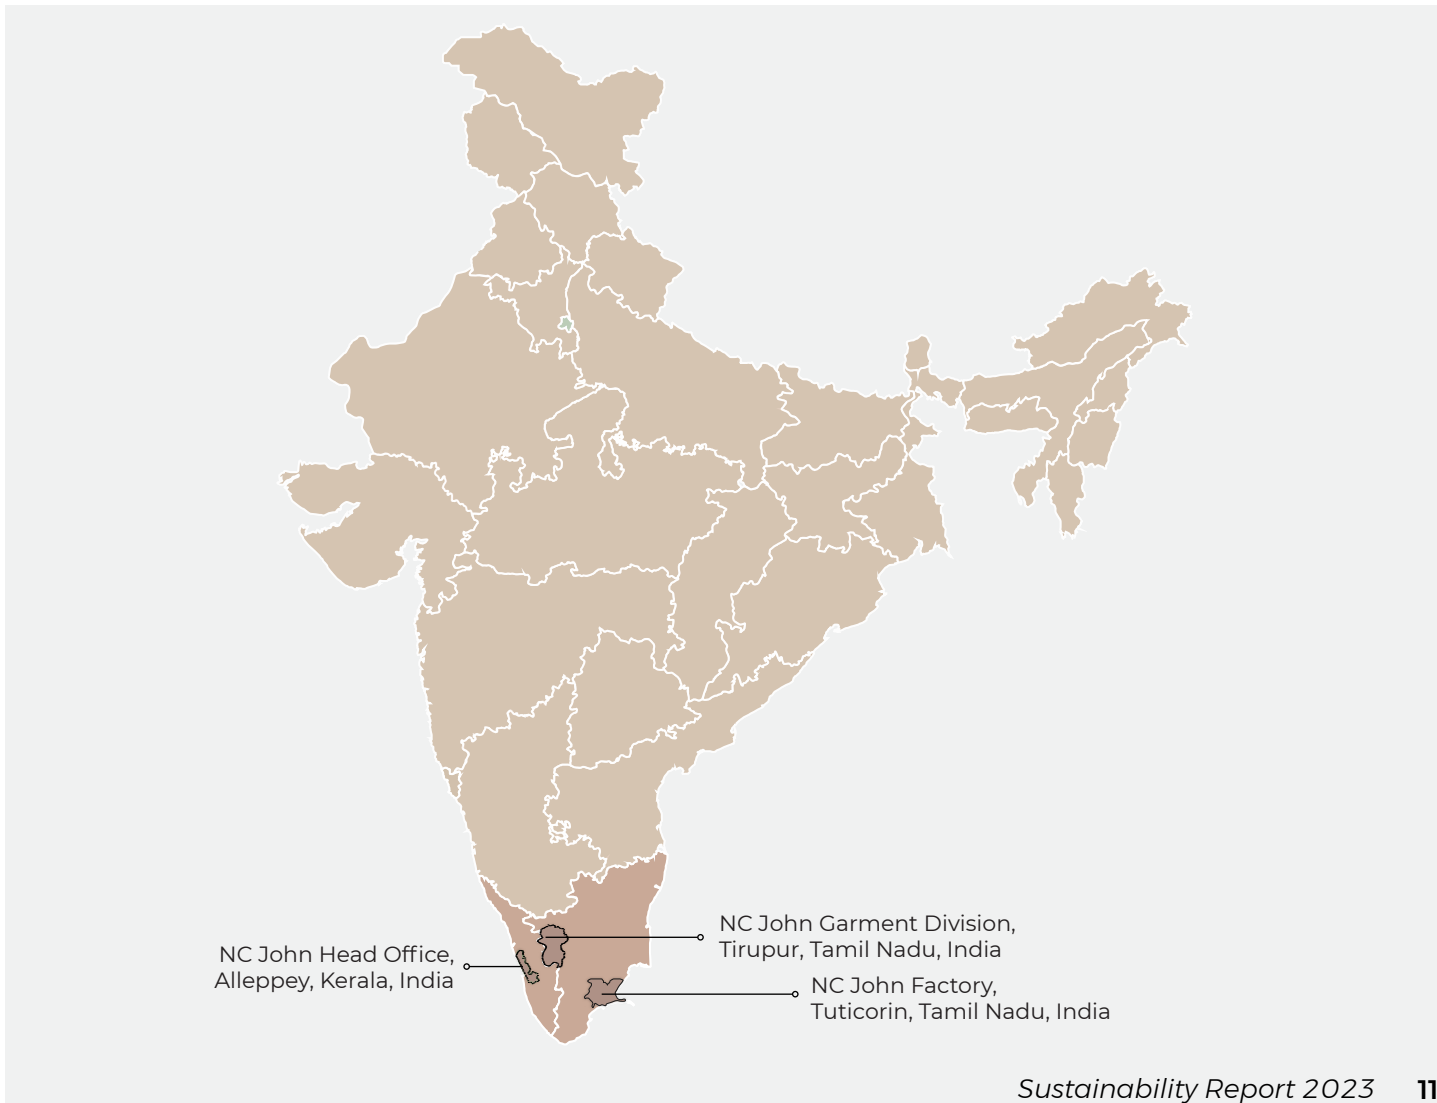 NC John Garment Division,
Tirupur, Tamil Nadu, India
NC John Head Office,
Alleppey, Kerala, India
NC John Factory,
Tuticorin, Tamil Nadu, India
Sustainability Report 2023 11